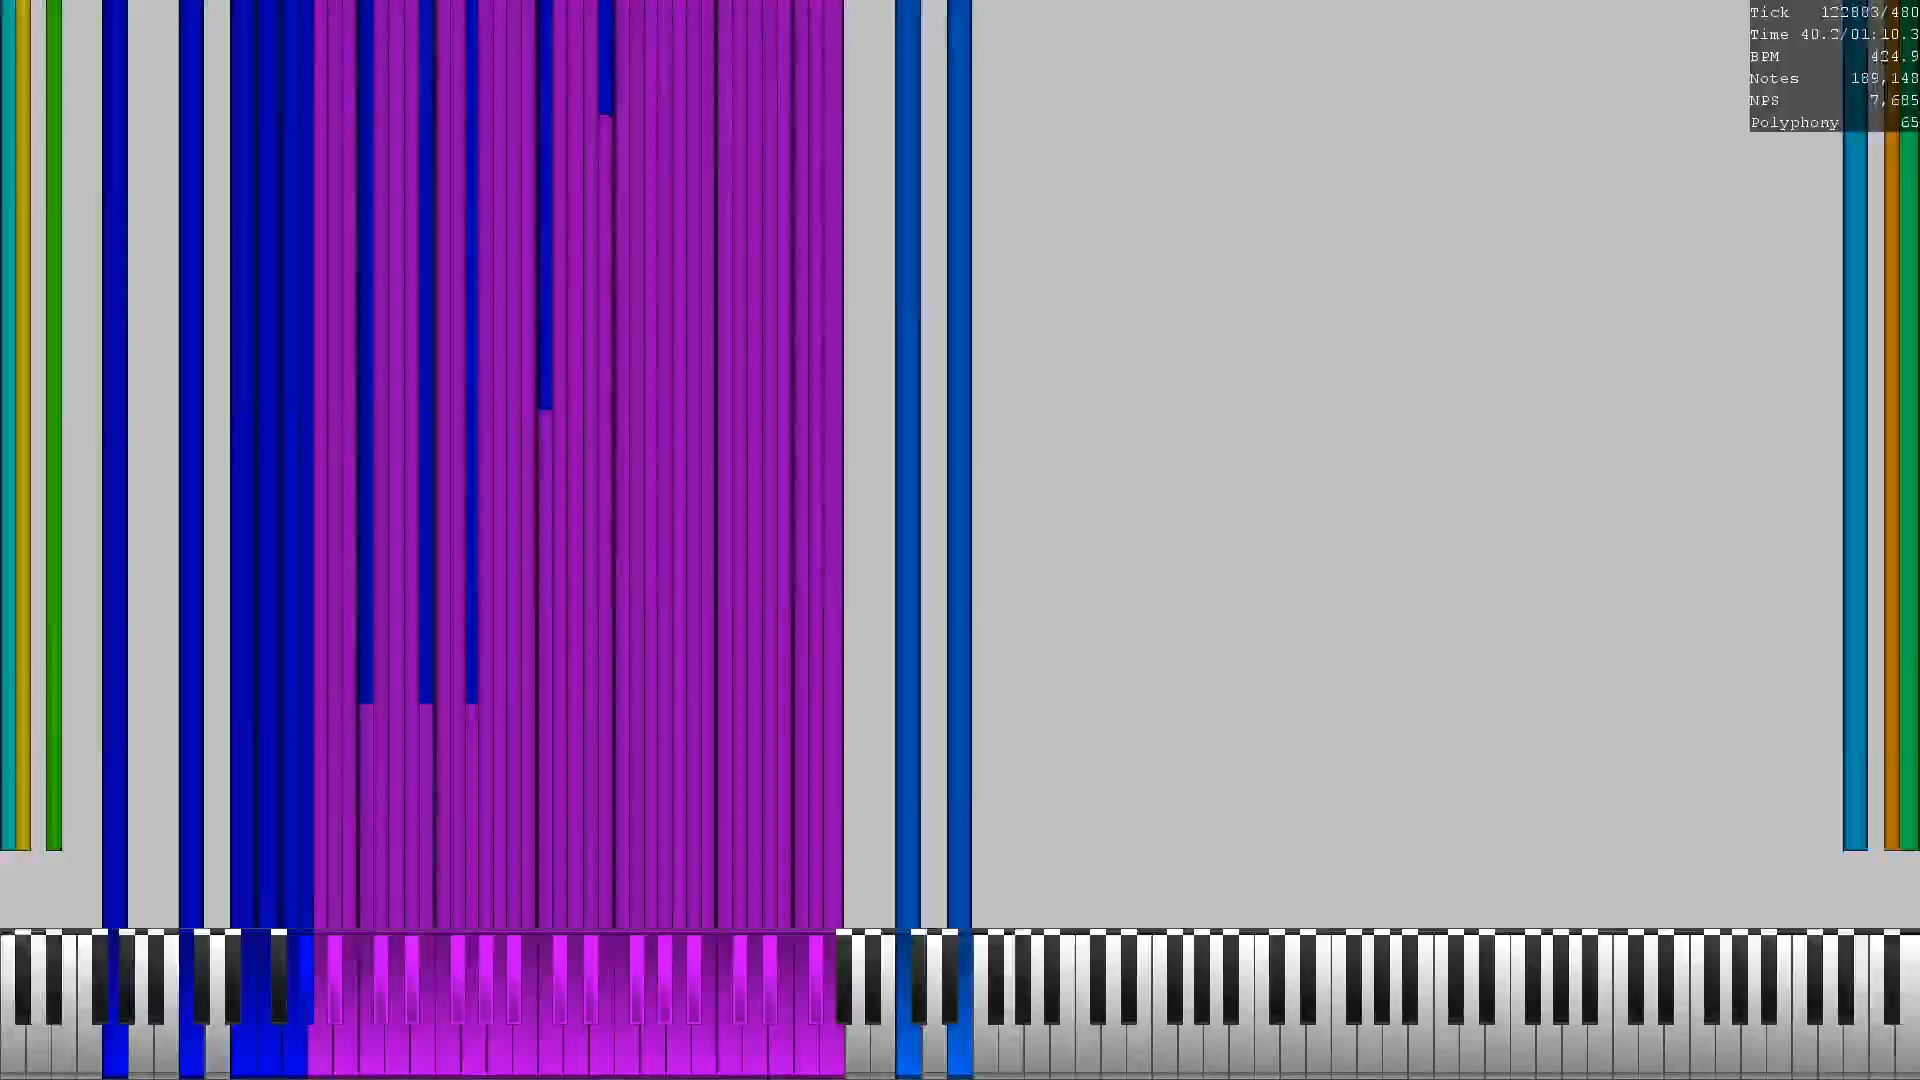 Tick 122883/480
Time 40.2/01:10.3
BPM 424.9
Notes 189,148
NPS 7,685
Polyphony 65